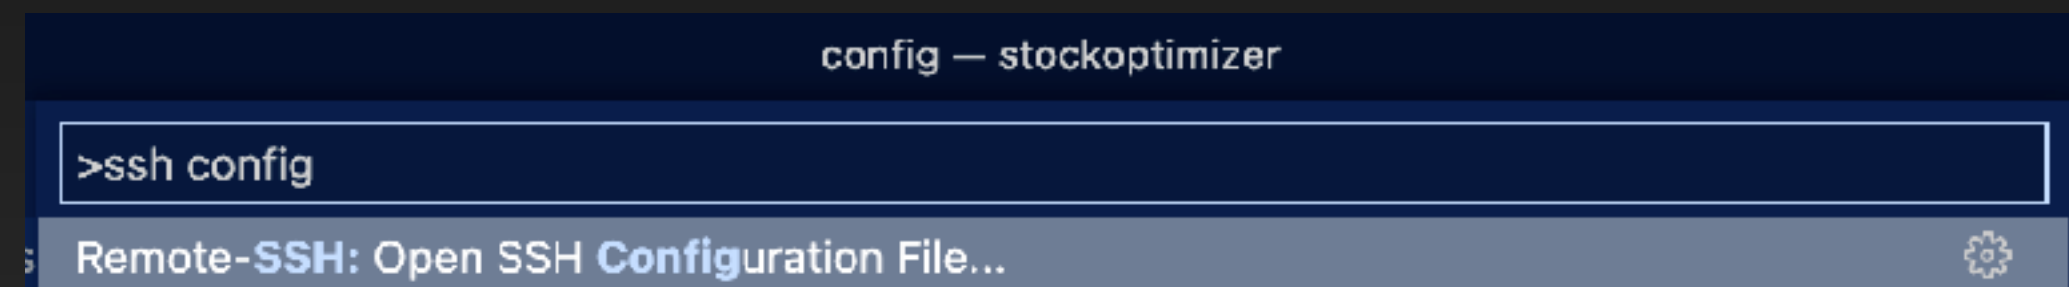 config — stockoptimizer
>ssh config
s
Remote-SSH: Open SSH Configuration File...